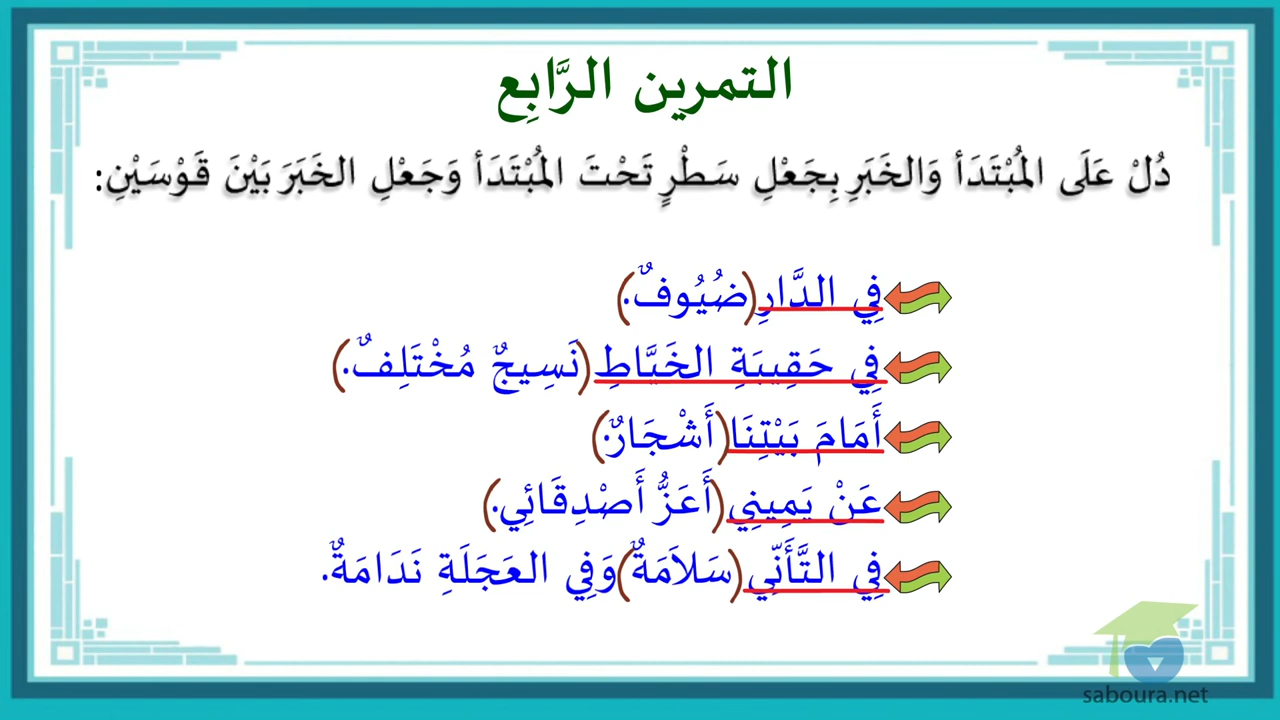 التمرين الرَّابِع
دُلْ عَلَى المُبْتَدَأ وَالخَبَرِ بِجَعْلِ سَطْرٍ تَحْتَ المُبْتَدَأ وَجَعْلِ الخَبَرَ بَيْنَ قَوْسَيْنِ:
فِي الدَّارِ (ضُيُوفٌ.)
فِي حَقِيبَةِ الخَيَّاطِ (نَسِيجٌ مُخْتَلِفٌ.)
أَمَامَ بَيْتِنَا (أَشْجَارٌ.)
عَنْ يَمِينِي (أَعَزُّ أَصْدِقَائِي.)
فِي التَّأَنِّي (سَلاَمَةٌ) وَفِي العَجَلَةِ نَدَامَةٌ.
saboura.net